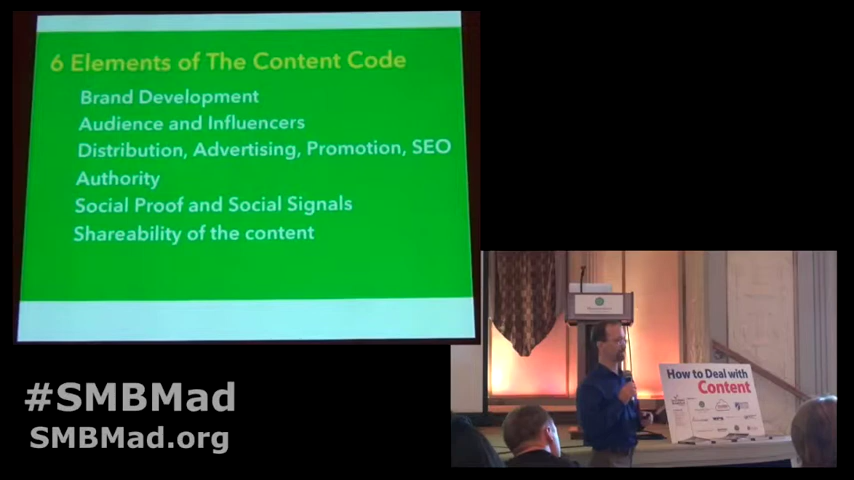 6 Elements of The Content Code
Brand Development
Audience and Influencers
Distribution, Advertising, Promotion, SEO
Authority
Social Proof and Social Signals
Shareability of the content
#SMBMad
SMBMad.org
How to Deal with
Content